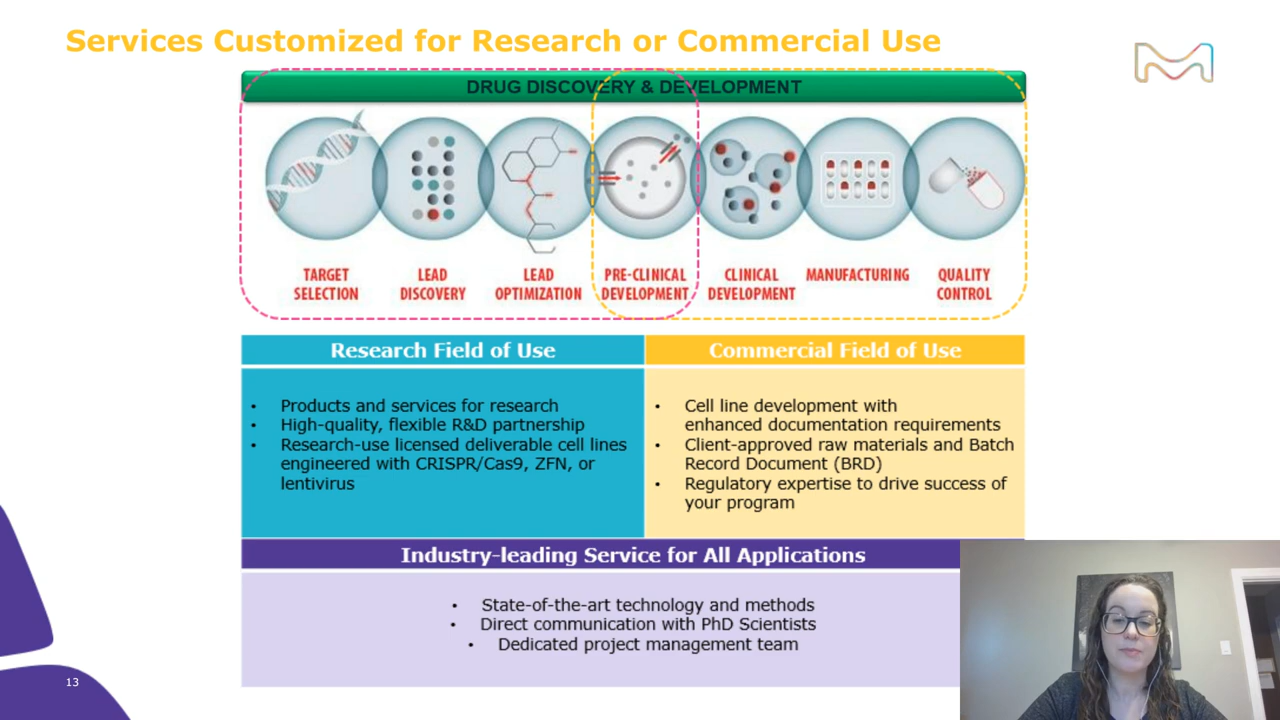 Services Customized for Research or Commercial Use
DRUG DISCOVERY & DEVELOPMENT
TARGET
SELECTION
LEAD
DISCOVERY
LEAD
OPTIMIZATION
PRE-CLINICAL
DEVELOPMENT
CLINICAL
DEVELOPMENT
MANUFACTURING
QUALITY
CONTROL
Research Field of Use
• Products and services for research
• High-quality, flexible R&D partnership
• Research-use licensed deliverable cell lines
engineered with CRISPR/Cas9, ZFN, or
lentivirus
Commercial Field of Use
• Cell line development with
enhanced documentation requirements
• Client-approved raw materials and Batch
Record Document (BRD)
• Regulatory expertise to drive success of
your program
Industry-leading Service for All Applications
• State-of-the-art technology and methods
• Direct communication with PhD Scientists
• Dedicated project management team
13